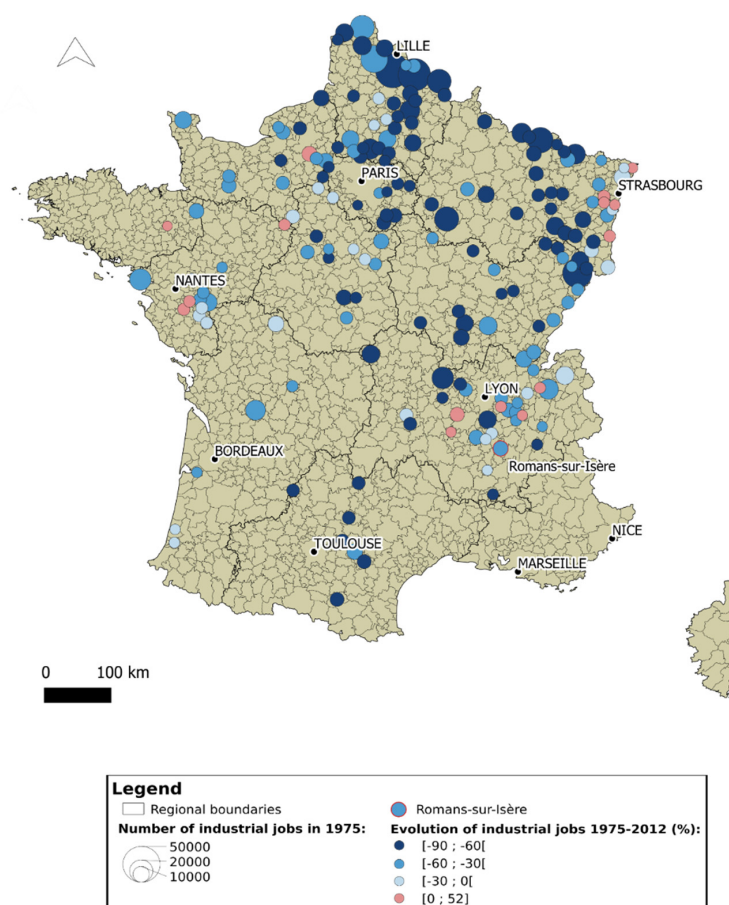 LILLE
PARIS
STRASBOURG
NANTES
LYON
BORDEAUX
Romans-sur-Isère
NICE
TOULOUSE
MARSEILLE
0 100 km
Legend
Regional boundaries
Romans-sur-Isère
Number of industrial jobs in 1975:
50000
20000
10000
Evolution of industrial jobs 1975-2012 (%):
[-90 ; -60[
[-60 ; -30[
[-30 ; 0[
[0 ; 52]